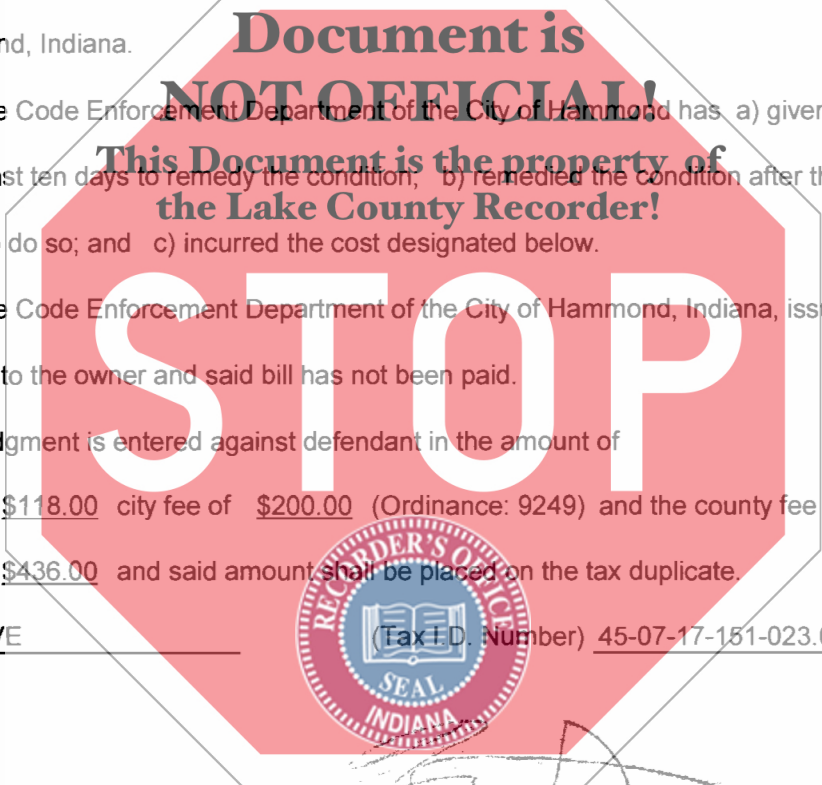 nd, Indiana.
Document is
NOT OFFICIAL!
This Document is the property of
the Lake County Recorder!
e Code Enforcement Department of the City of Hammond has a) given
st ten days to remedy the condition; b) remedied the condition after th
do so; and c) incurred the cost designated below.
e Code Enforcement Department of the City of Hammond, Indiana, issu
to the owner and said bill has not been paid.
STOP
dgment is entered against defendant in the amount of
$118.00 city fee of $200.00 (Ordinance: 9249) and the county fee
$436.00 and said amount shall be placed on the tax duplicate.
VE (Tax I.D. Number) 45-07-17-151-023.
RECORDER'S OFFICE
SEAL
INDIANA